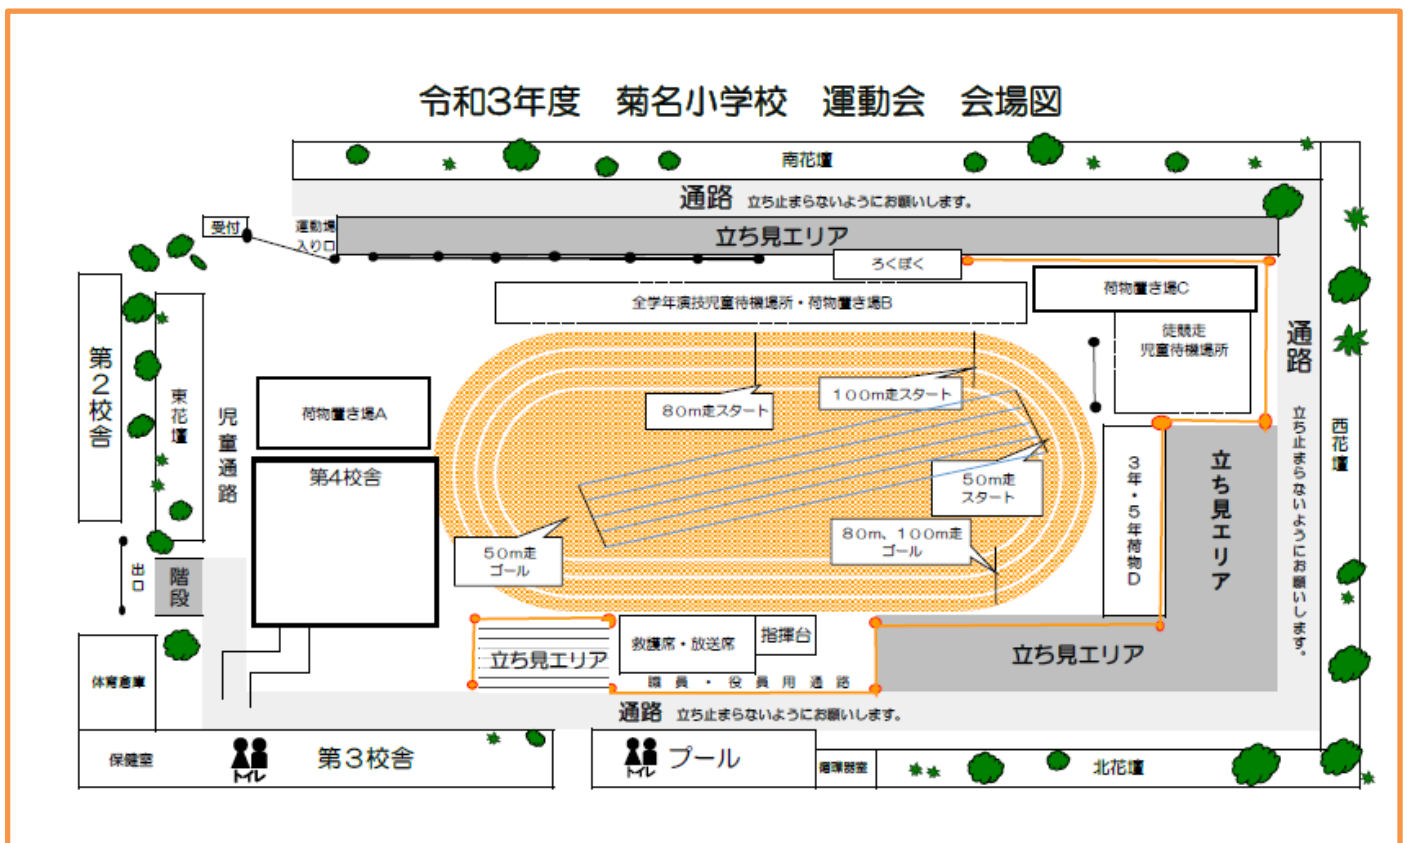 令和3年度　菊名小学校　運動会　会場図
南花壇
通路 立ち止まらないようにお願いします。
受付
運動場
入り口
立ち見エリア
ろくぼく
荷物置き場C
全学年演技児童待機場所・荷物置き場B
徒競走
児童待機場所
通路 立ち止まらないようにお願いします。
西花壇
第2校舎
東花壇
児童通路
荷物置き場A
80m走スタート
100m走スタート
第4校舎
50m走
スタート
3年・5年荷物D
立ち見エリア
50m走
ゴール
80m、100m走
ゴール
出口
階段
立ち見エリア
救護席・放送席
指揮台
立ち見エリア
体育倉庫
職員・役員用通路
通路 立ち止まらないようにお願いします。
保健室
トイレ
第3校舎
トイレ
プール
循環器室
北花壇